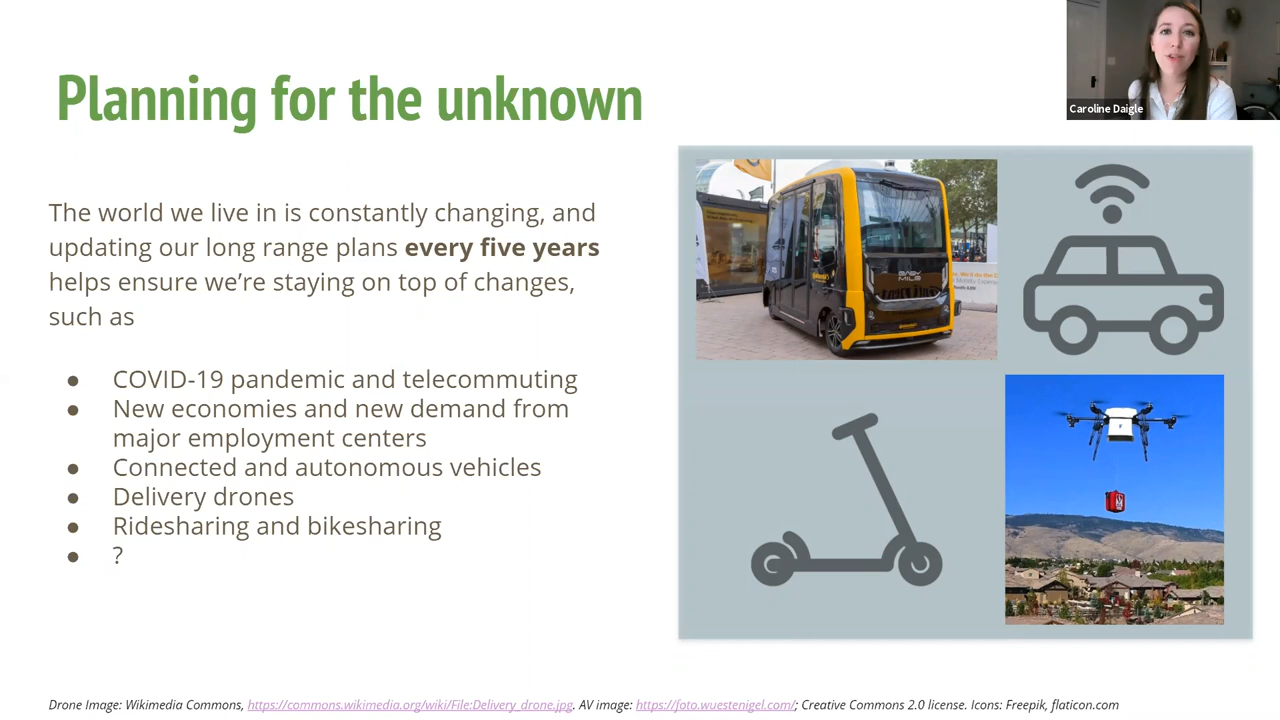 Planning for the unknown
Caroline Daigle
The world we live in is constantly changing, and
updating our long range plans every five years
helps ensure we're staying on top of changes,
such as
● COVID-19 pandemic and telecommuting
● New economies and new demand from
major employment centers
● Connected and autonomous vehicles
● Delivery drones
● Ridesharing and bikesharing
● ?
Drone Image: Wikimedia Commons, https://commons.wikimedia.org/wiki/File:Delivery_drone.jpg. AV image: https://foto.wuestenigel.com/; Creative Commons 2.0 license. Icons: Freepik, flaticon.com